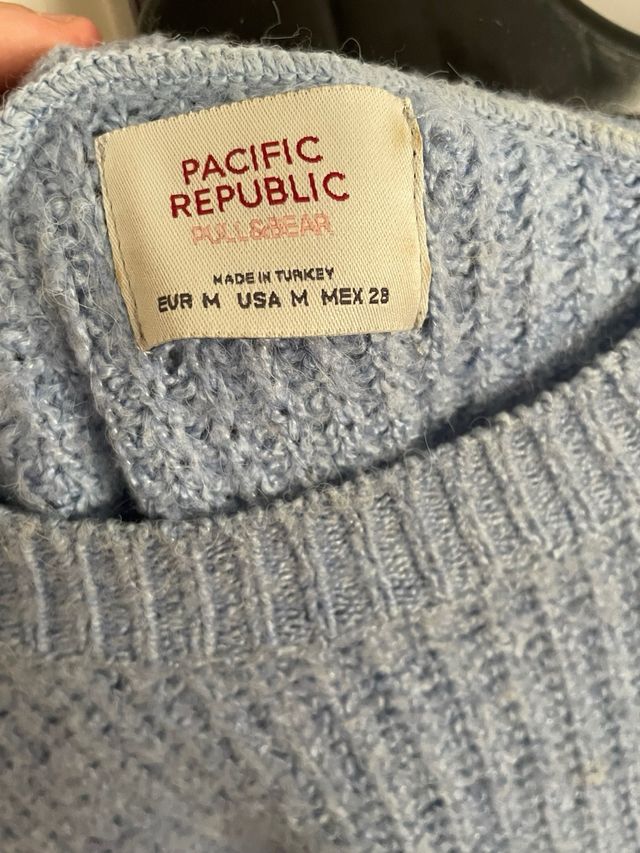 PACIFIC
REPUBLIC
PULL&BEAR
MADE IN TURKEY
EUR M USA M MEX 28